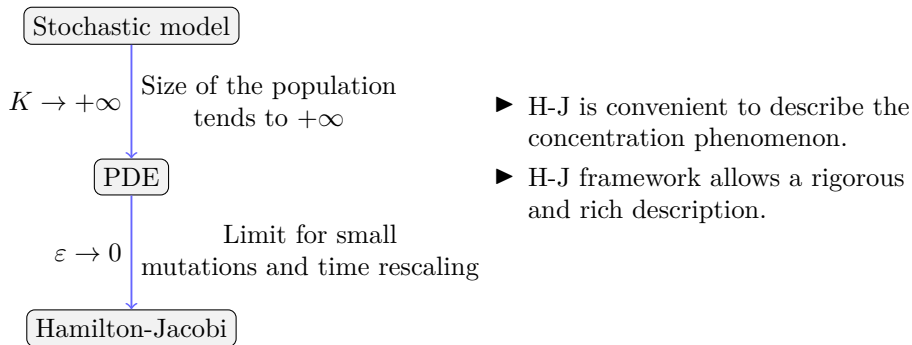 Stochastic model
K → +∞
Size of the population
tends to +∞
PDE
ε → 0
Limit for small
mutations and time rescaling
Hamilton-Jacobi
► H-J is convenient to describe the
concentration phenomenon.
► H-J framework allows a rigorous
and rich description.